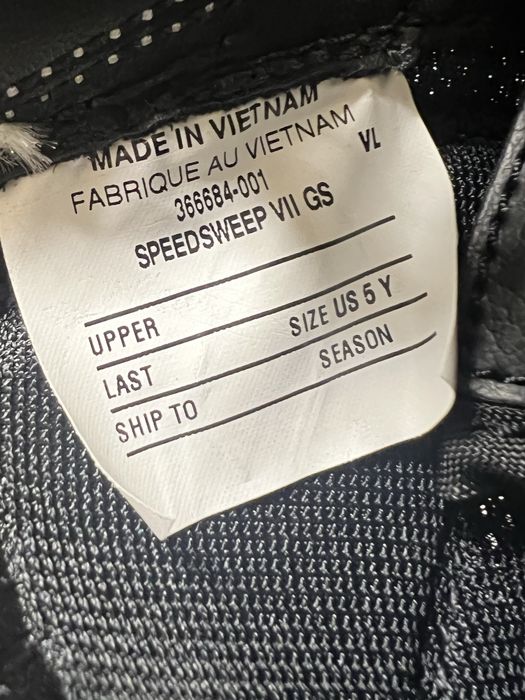 MADE IN VIETNAM
FABRIQUE AU VIETNAM
366684-001 VL
SPEEDSWEEP VII GS
UPPER SIZE US 5 Y
LAST SEASON
SHIP TO